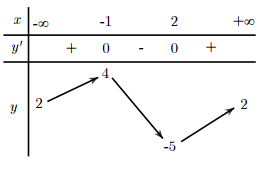 x -∞ -1 2 +∞
y' + 0 - 0 +
4
y 2 2
-5